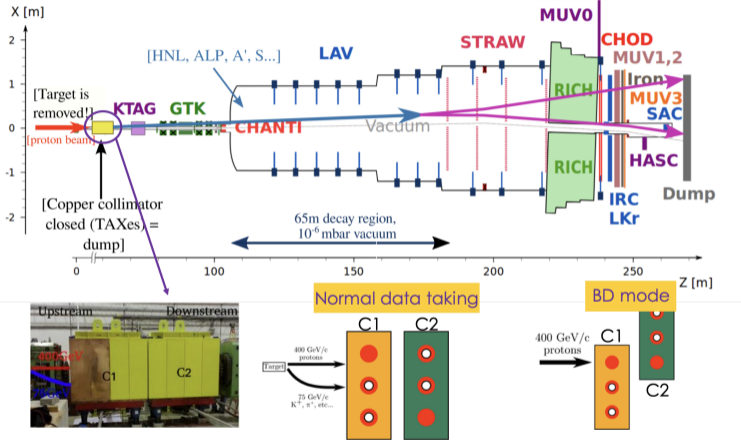 X [m]
MUV0
2
1
0
-1
-2
[HNL, ALP, A', S...]
LAV
STRAW
CHOD
MUV1,2
RICH
Iron
[Target is
removed!]
KTAG
GTK
MUV3
SAC
CHANTI
Vacuum
[proton beam]
HASC
RICH
Dump
[Copper collimator
closed (TAXes) =
dump]
65m decay region,
10⁻⁶ mbar vacuum
IRC
LKr
0
100
150
200
250
Z [m]
Upstream
Downstream
400GeV
C1
C2
Normal data taking
C1
C2
400 GeV/c
protons
Target
75 GeV/c
K⁺, π⁺, etc...
BD mode
400 GeV/c
protons
C1
C2